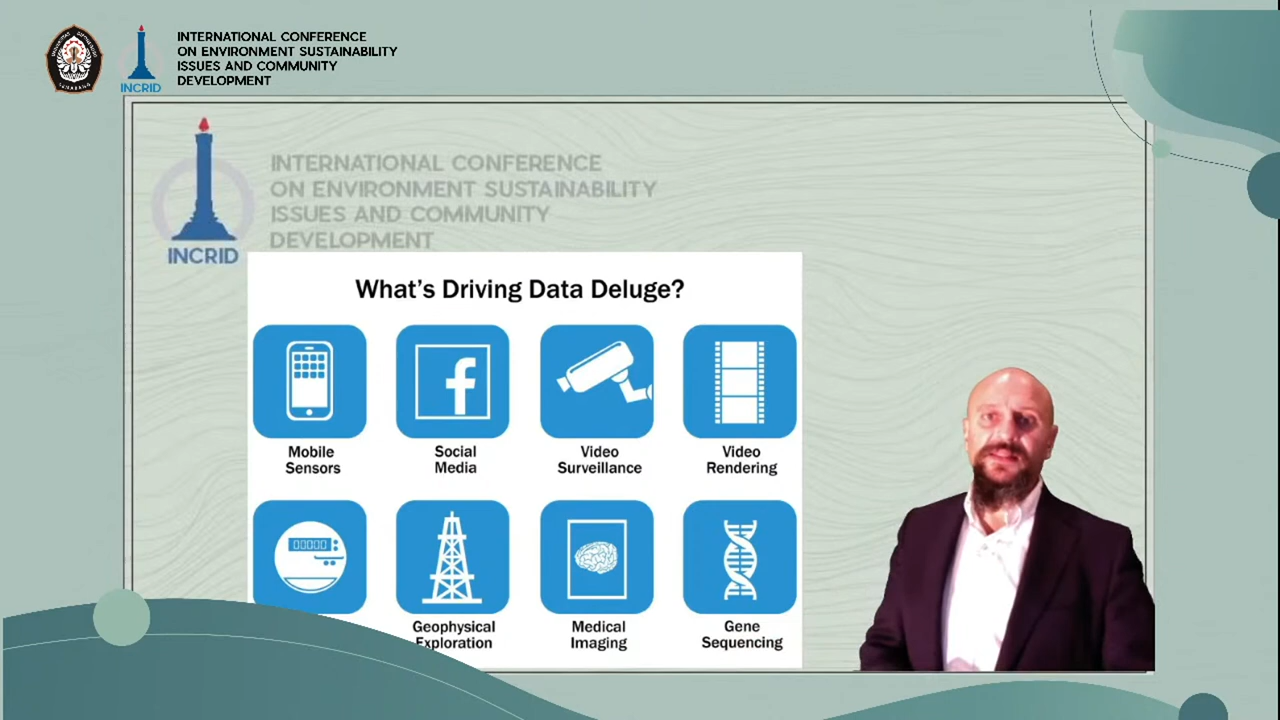 INTERNATIONAL CONFERENCE
ON ENVIRONMENT SUSTAINABILITY
ISSUES AND COMMUNITY
DEVELOPMENT
INCRID
SEMARANG
INTERNATIONAL CONFERENCE
ON ENVIRONMENT SUSTAINABILITY
ISSUES AND COMMUNITY
DEVELOPMENT
INCRID
What's Driving Data Deluge?
Mobile
Sensors
Social
Media
Video
Surveillance
Video
Rendering
00000
Geophysical
Exploration
Medical
Imaging
Gene
Sequencing